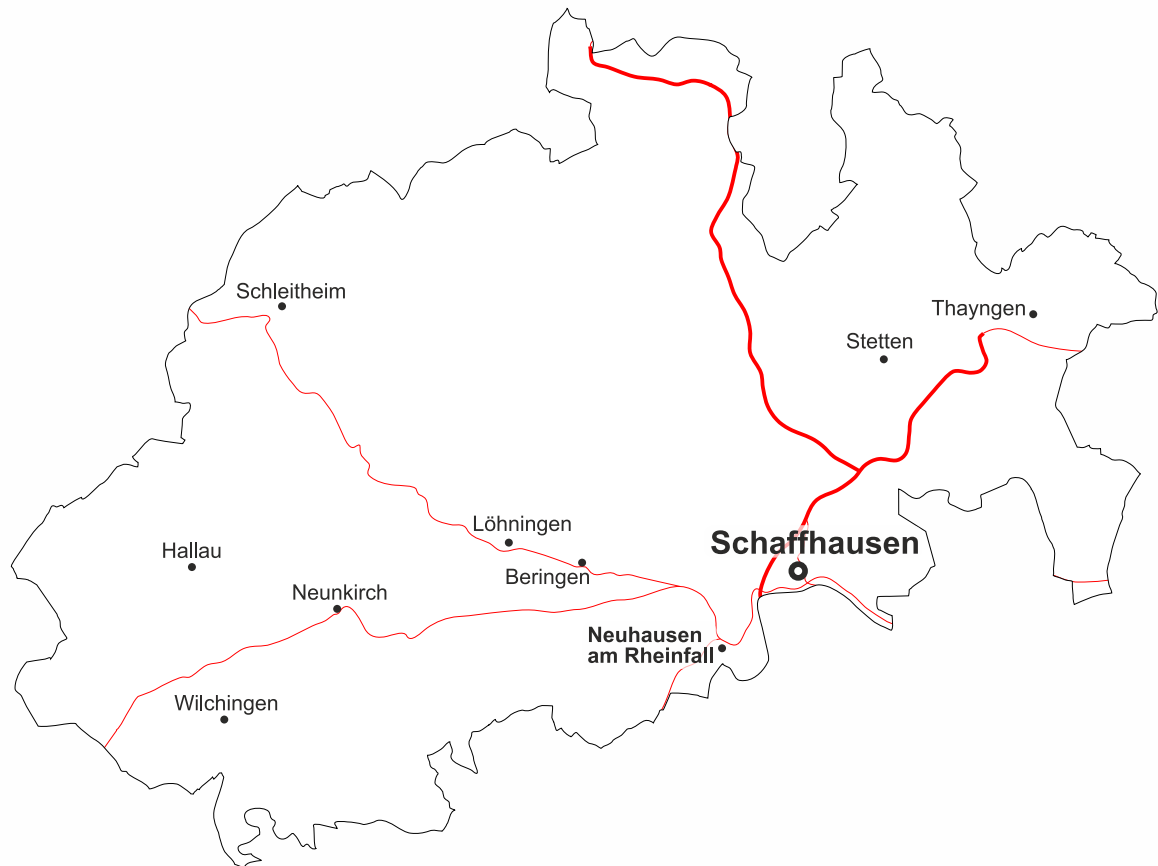 Schleitheim
Thayngen
Stetten
Löhningen
Schaffhausen
Hallau
Beringen
Neunkirch
Neuhausen
am Rheinfall
Wilchingen